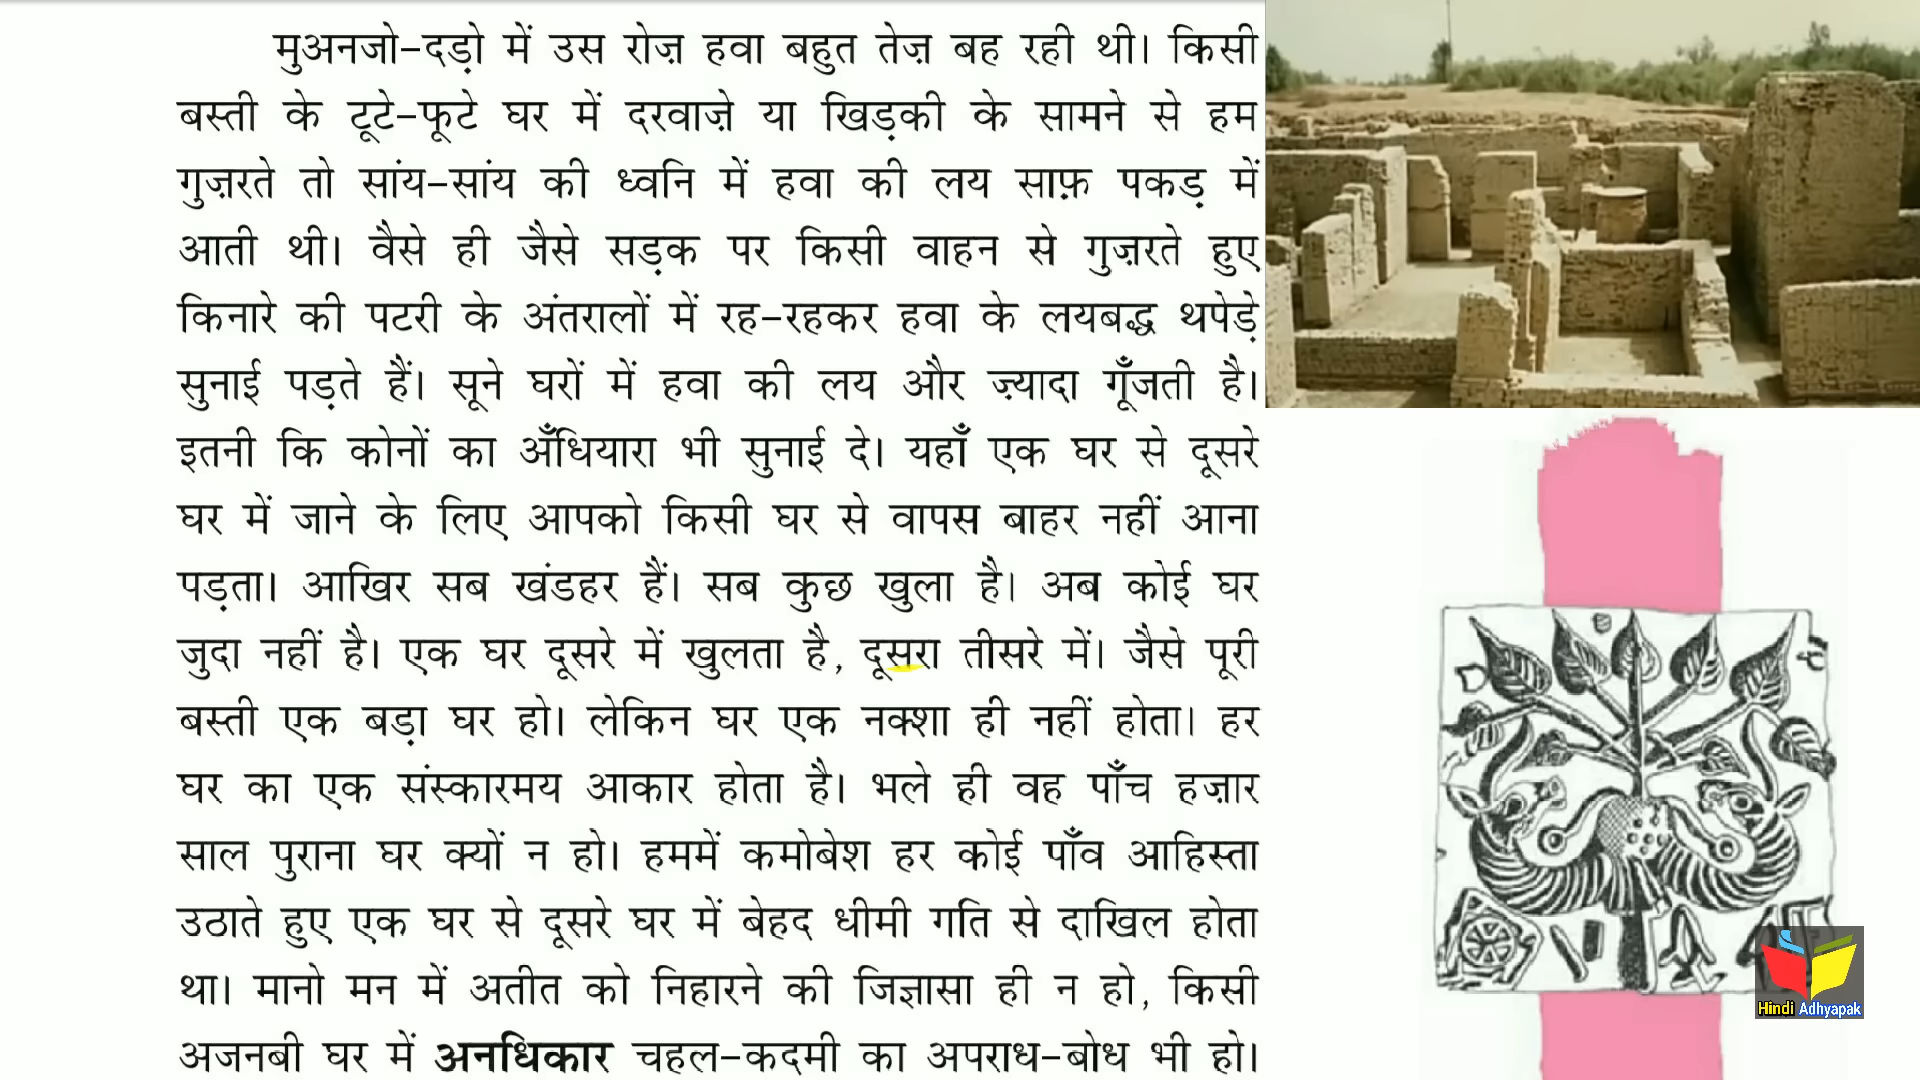 मुअनजो-दड़ो में उस रोज़ हवा बहुत तेज़ बह रही थी। किसी
बस्ती के टूटे-फूटे घर में दरवाज़े या खिड़की के सामने से हम
गुज़रते तो सांय-सांय की ध्वनि में हवा की लय साफ़ पकड़ में
आती थी। वैसे ही जैसे सड़क पर किसी वाहन से गुज़रते हुए
किनारे की पटरी के अंतरालों में रह-रहकर हवा के लयबद्ध थपेड़े
सुनाई पड़ते हैं। सूने घरों में हवा की लय और ज़्यादा गूँजती है।
इतनी कि कोनों का अँधियारा भी सुनाई दे। यहाँ एक घर से दूसरे
घर में जाने के लिए आपको किसी घर से वापस बाहर नहीं आना
पड़ता। आखिर सब खंडहर हैं। सब कुछ खुला है। अब कोई घर
जुदा नहीं है। एक घर दूसरे में खुलता है, दूसरा तीसरे में। जैसे पूरी
बस्ती एक बड़ा घर हो। लेकिन घर एक नक्शा ही नहीं होता। हर
घर का एक संस्कारमय आकार होता है। भले ही वह पाँच हज़ार
साल पुराना घर क्यों न हो। हममें कमोबेश हर कोई पाँव आहिस्ता
उठाते हुए एक घर से दूसरे घर में बेहद धीमी गति से दाखिल होता
था। मानो मन में अतीत को निहारने की जिज्ञासा ही न हो, किसी
अजनबी घर में अनधिकार चहल-कदमी का अपराध-बोध भी हो।
Hindi Adhyapak